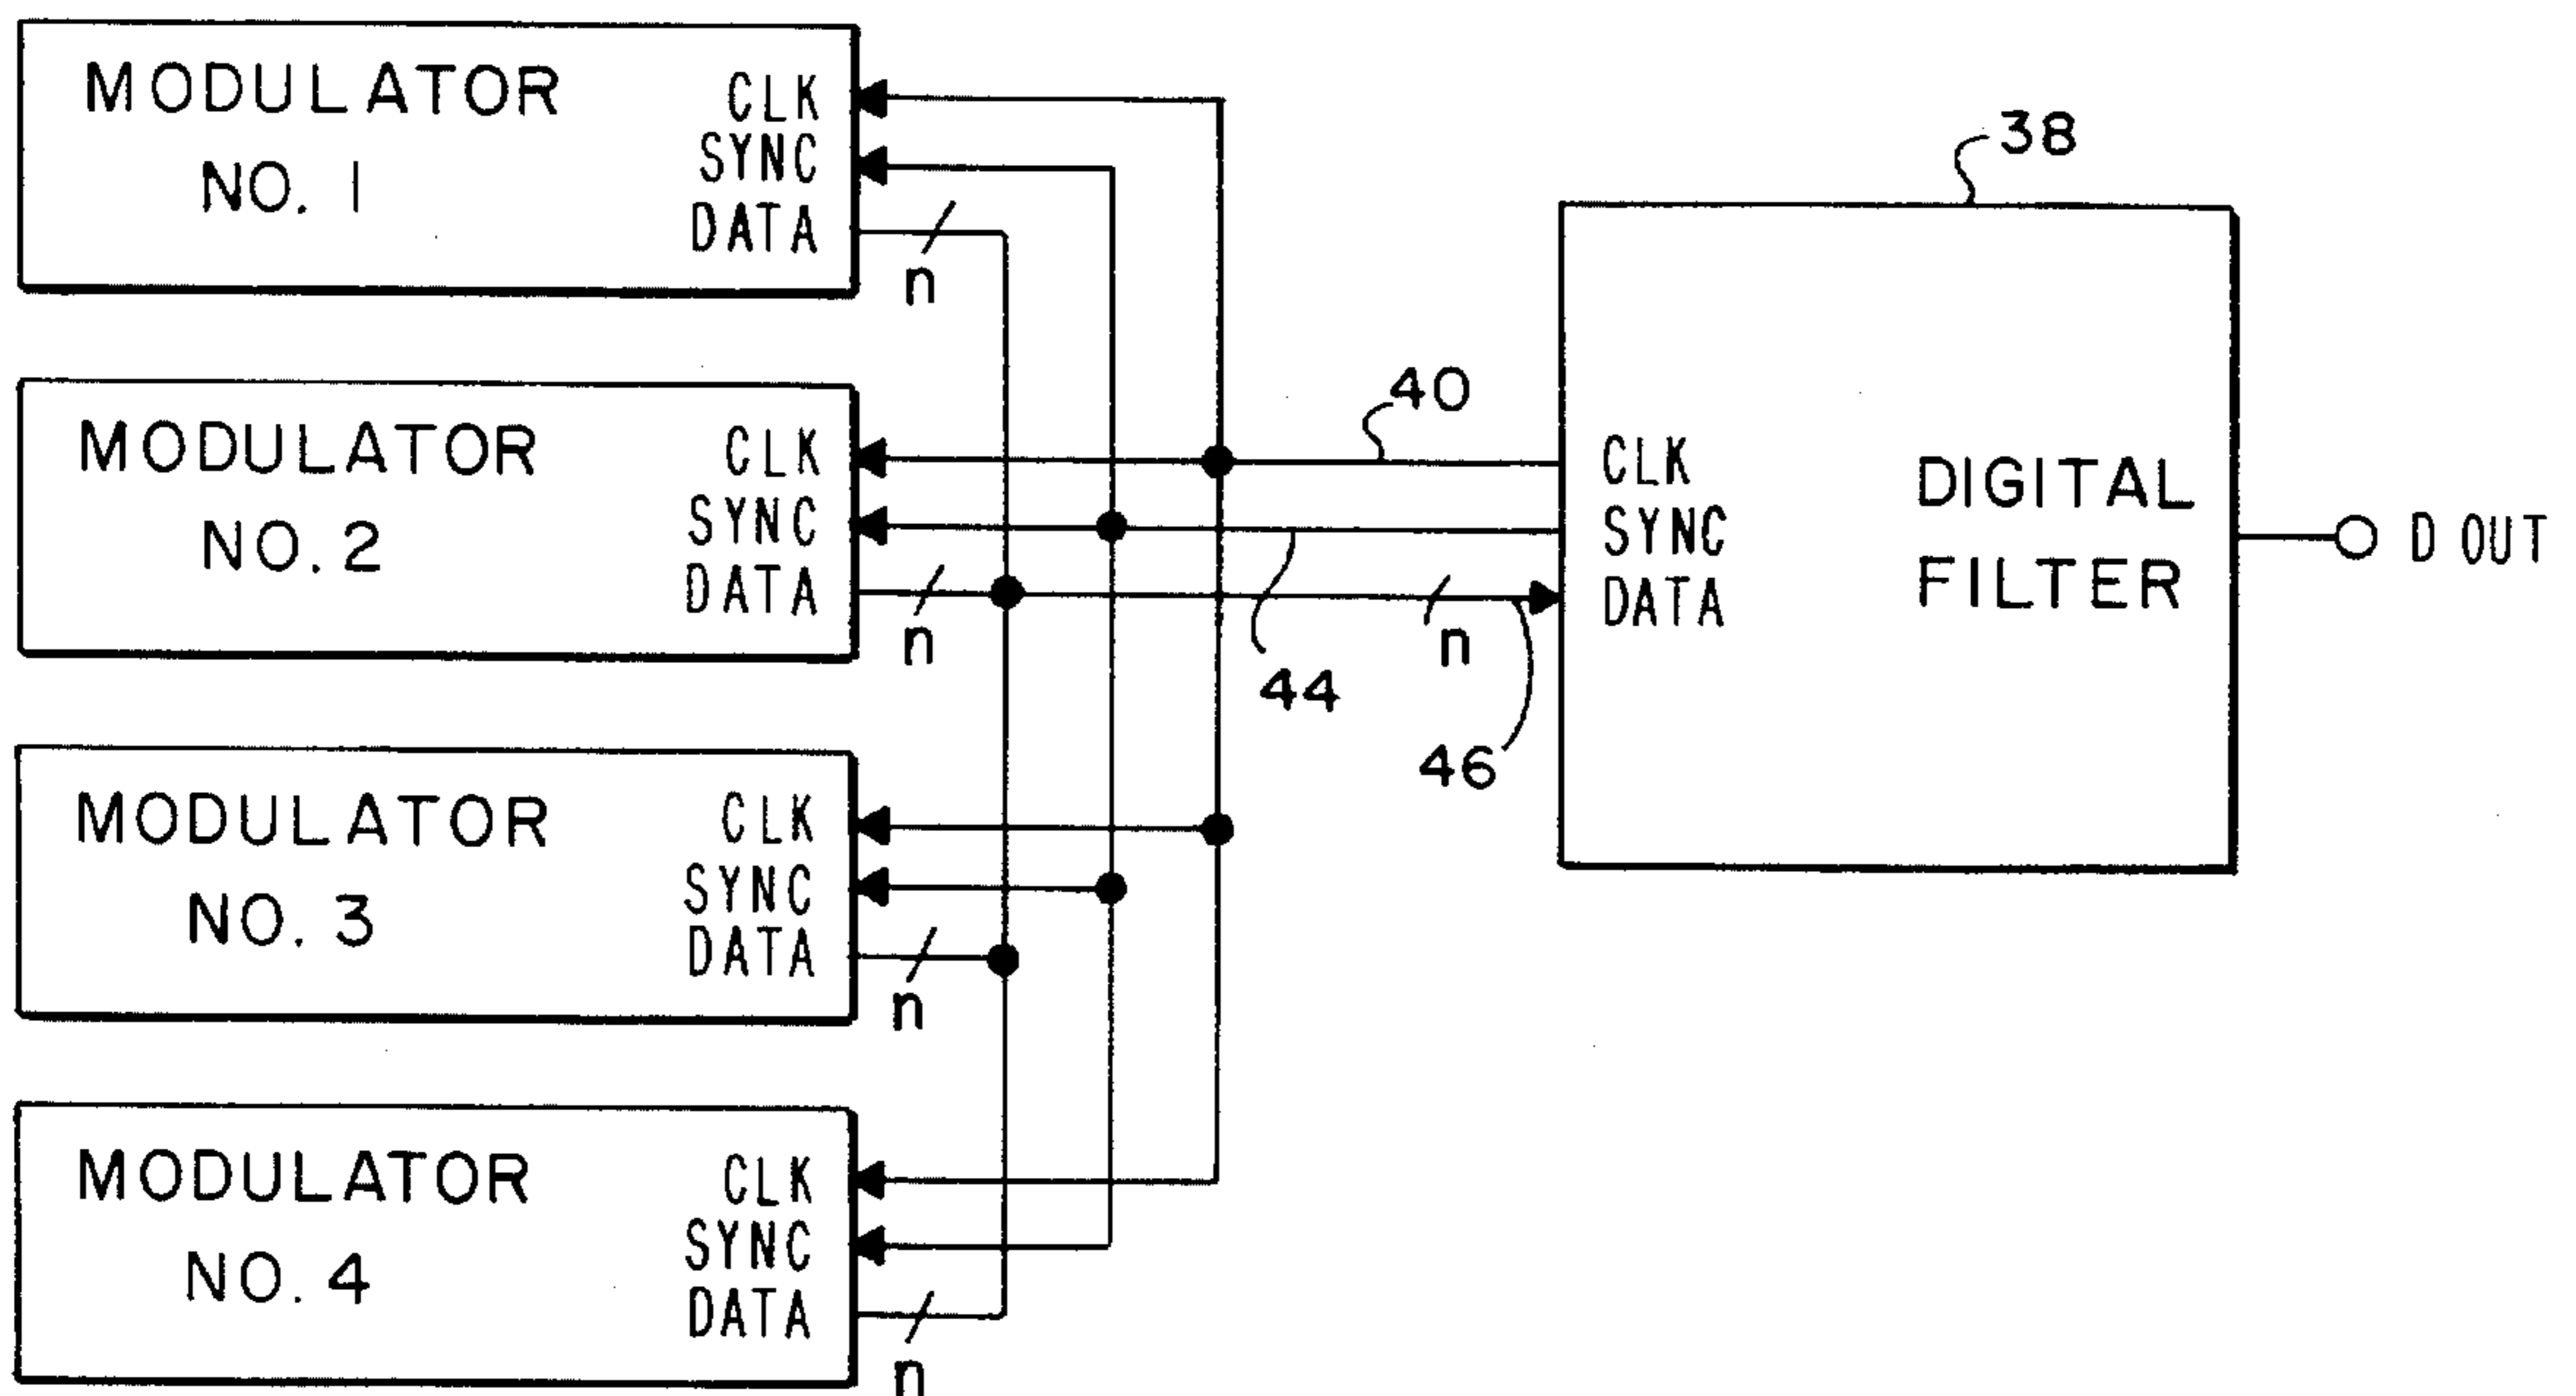 MODULATOR
NO. 1
CLK
SYNC
DATA
n
MODULATOR
NO. 2
CLK
SYNC
DATA
n
MODULATOR
NO. 3
CLK
SYNC
DATA
n
MODULATOR
NO. 4
CLK
SYNC
DATA
n
40
44
n
46
38
CLK
SYNC
DATA
DIGITAL
FILTER
D OUT